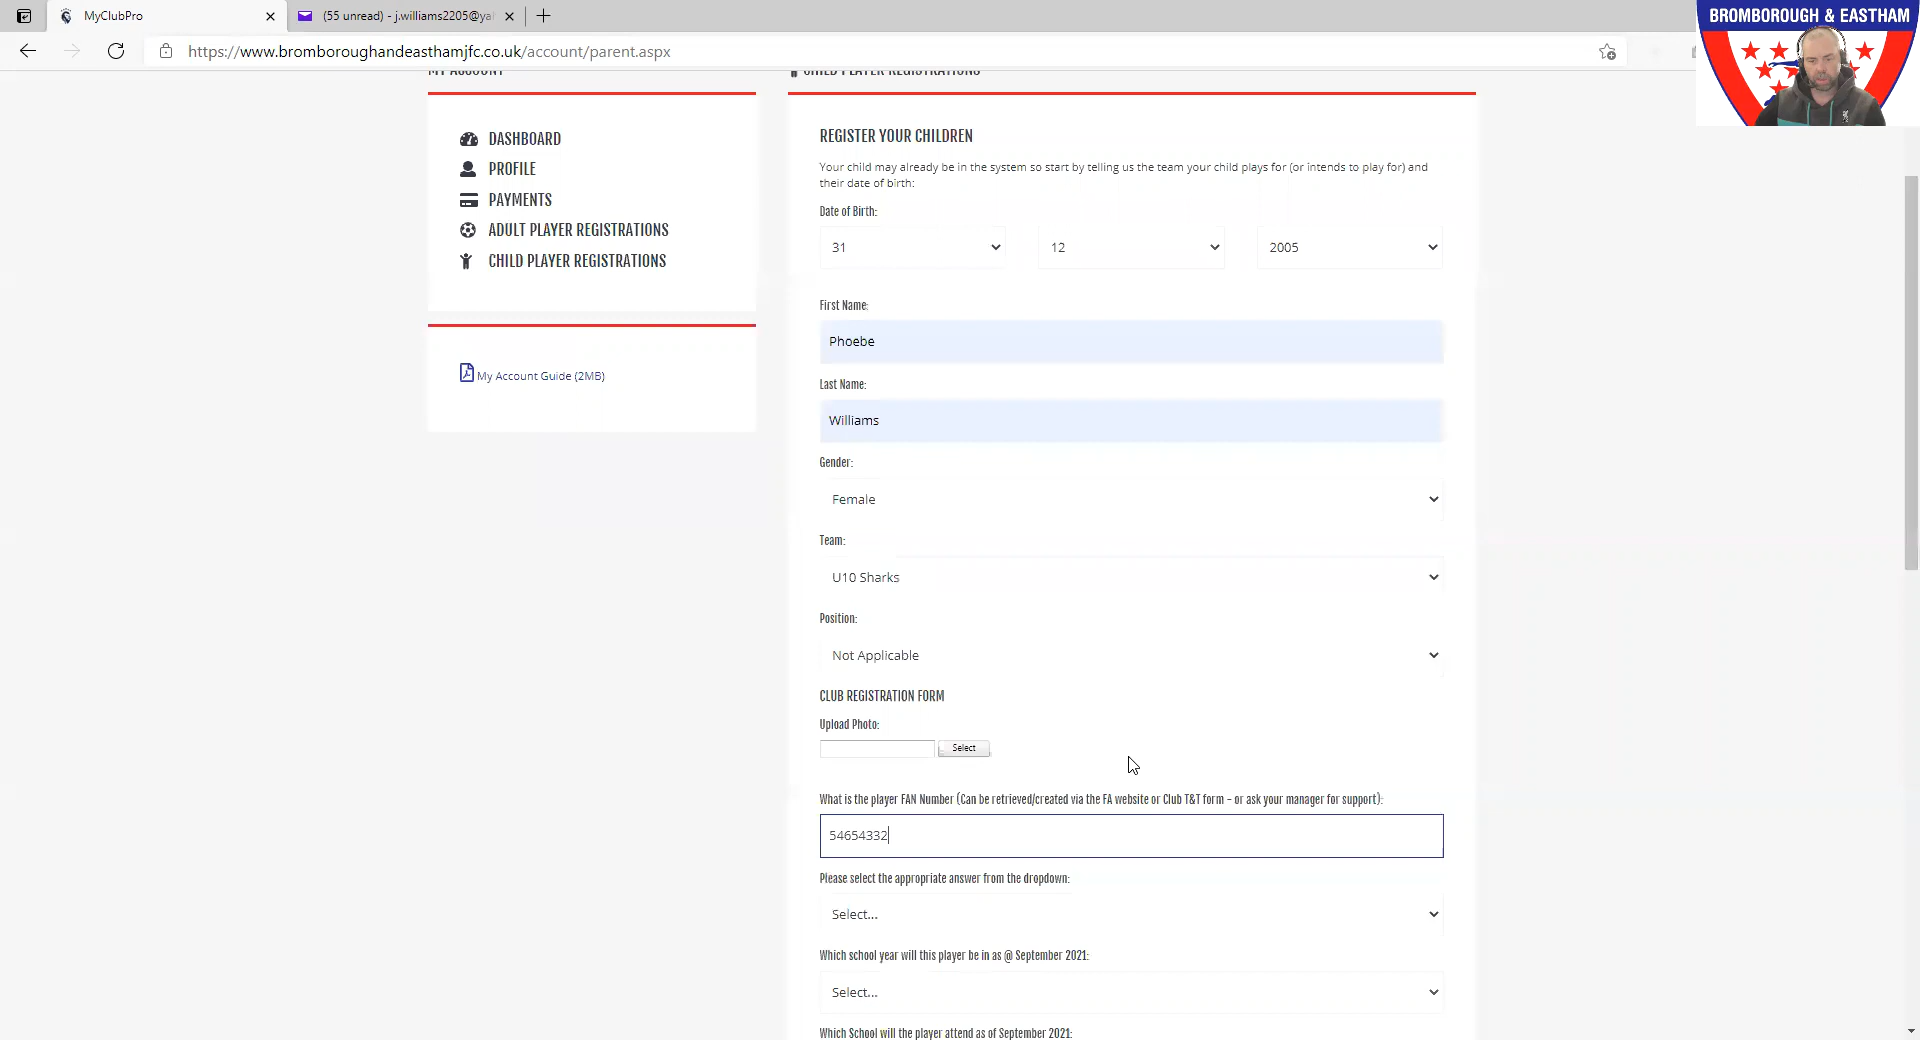 MyClubPro
(55 unread) - j.williams2205@ya
BROMBOROUGH & EASTHAM
https://www.bromboroughandeasthamjfc.co.uk/account/parent.aspx
MY ACCOUNT
CHILD PLAYER REGISTRATIONS
DASHBOARD
PROFILE
PAYMENTS
ADULT PLAYER REGISTRATIONS
CHILD PLAYER REGISTRATIONS
My Account Guide (2MB)
REGISTER YOUR CHILDREN
Your child may already be in the system so start by telling us the team your child plays for (or intends to play for) and
their date of birth:
Date of Birth:
31
12
2005
First Name:
Phoebe
Last Name:
Williams
Gender:
Female
Team:
U10 Sharks
Position:
Not Applicable
CLUB REGISTRATION FORM
Upload Photo:
Select
What is the player FAN Number (Can be retrieved/created via the FA website or Club T&T form - or ask your manager for support):
54654332
Please select the appropriate answer from the dropdown:
Select...
Which school year will this player be in as @ September 2021:
Select...
Which School will the player attend as of September 2021: